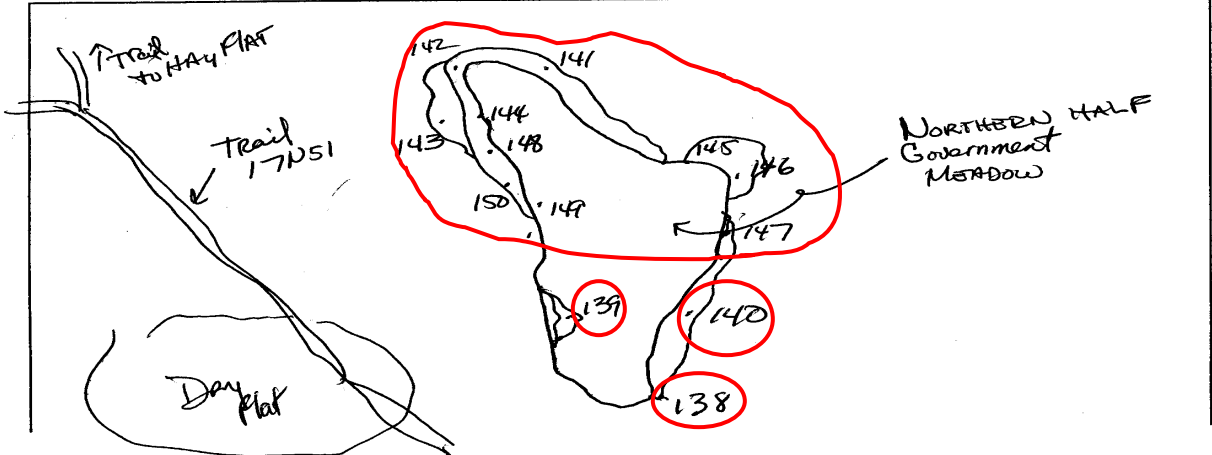 ↑Trail
to HAy FlAT
Trail
17N51
142
141
143
144
148
145
146
150
149
147
NORTHERN HALF
Government
MEADOW
139
140
138
Dry
Flat